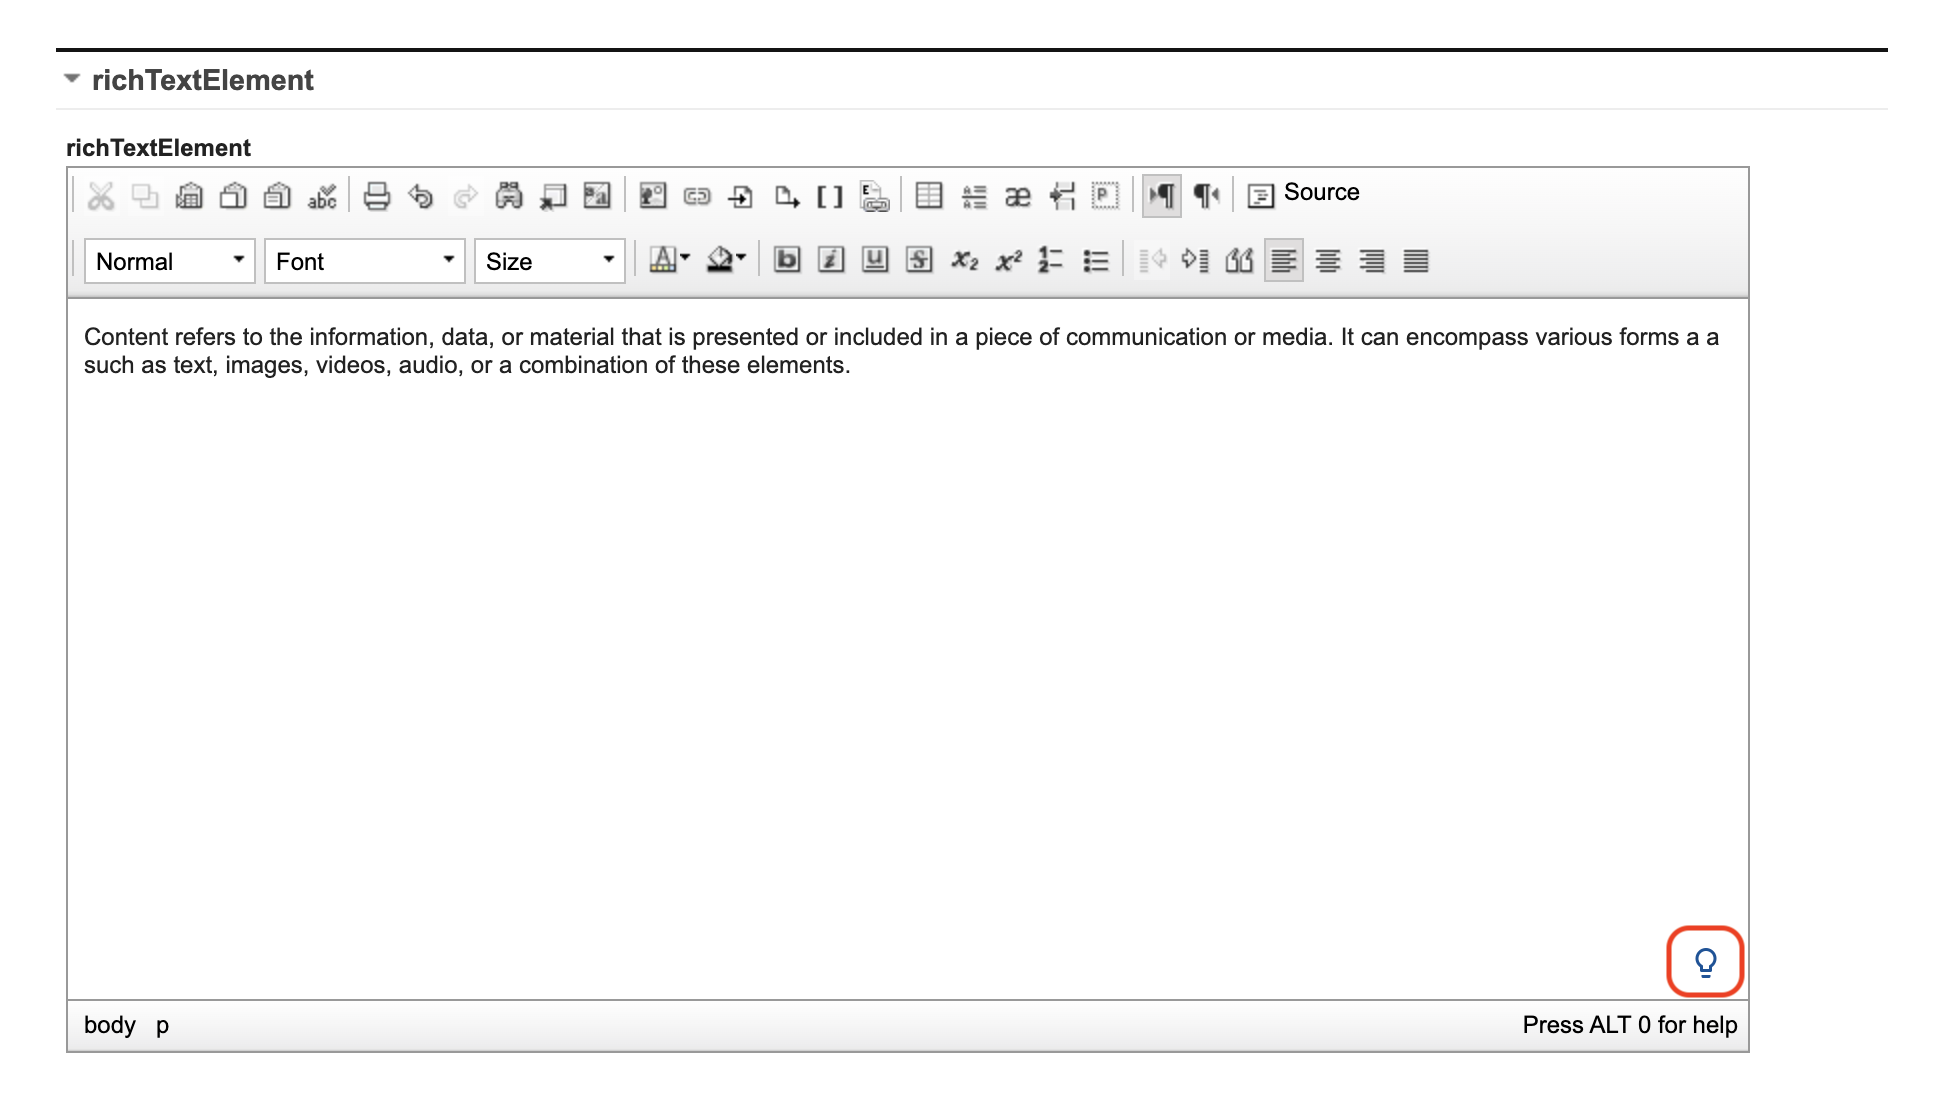 richTextElement
richTextElement
Source
Normal Font Size
Content refers to the information, data, or material that is presented or included in a piece of communication or media. It can encompass various forms a a
such as text, images, videos, audio, or a combination of these elements.
body p Press ALT 0 for help